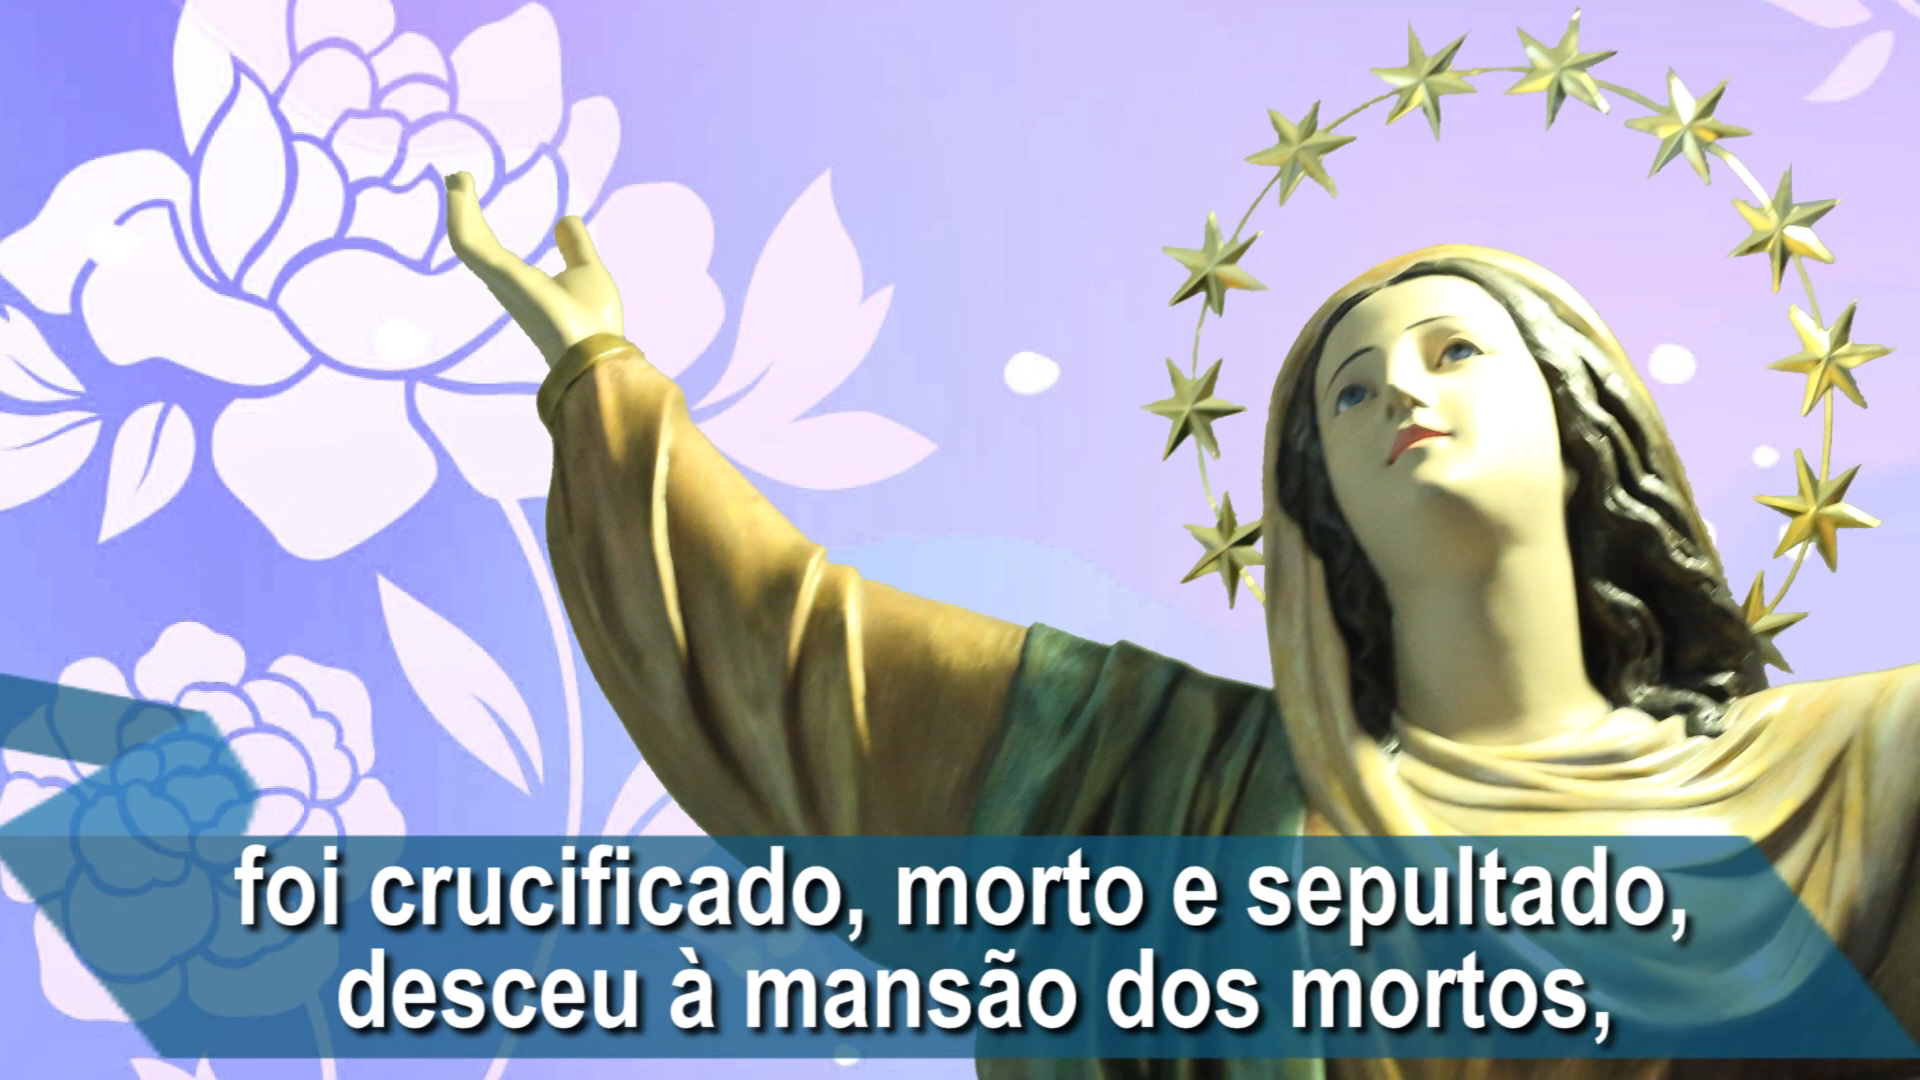 foi crucificado, morto e sepultado,
desceu à mansão dos mortos,